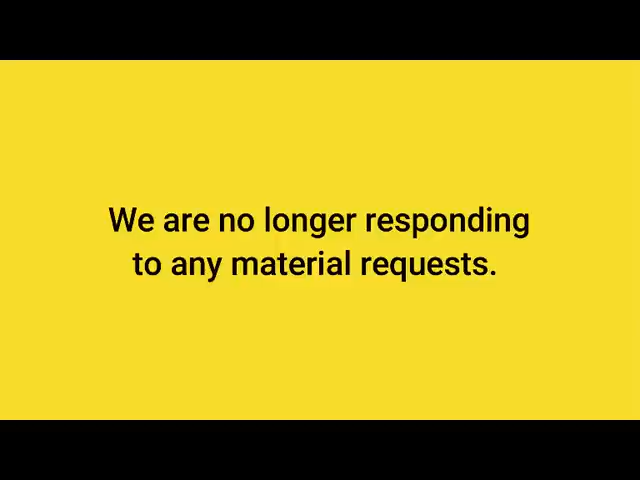 We are no longer responding
to any material requests.